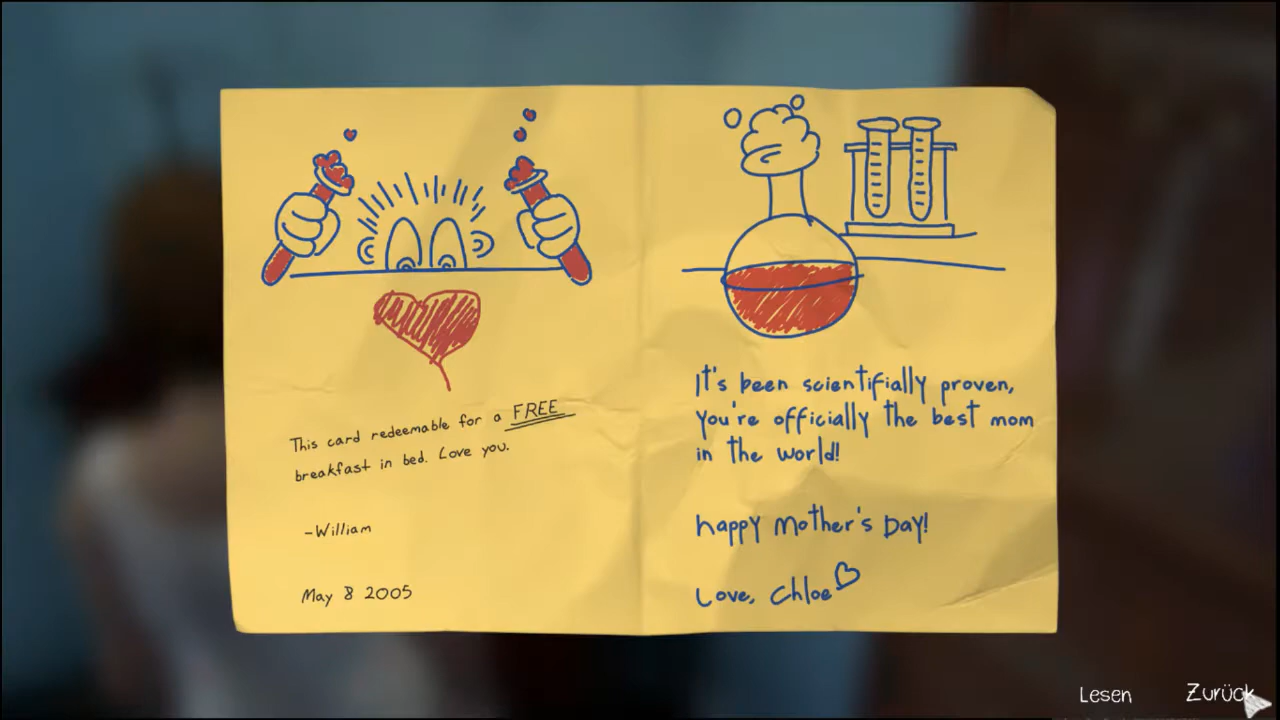 This card redeemable for a FREE
breakfast in bed. Love you.
-William
May 8 2005
It's been scientifially proven,
you're officially the best mom
in the world!
happy Mother's Day!
Love, Chloe
Lesen
Zurück